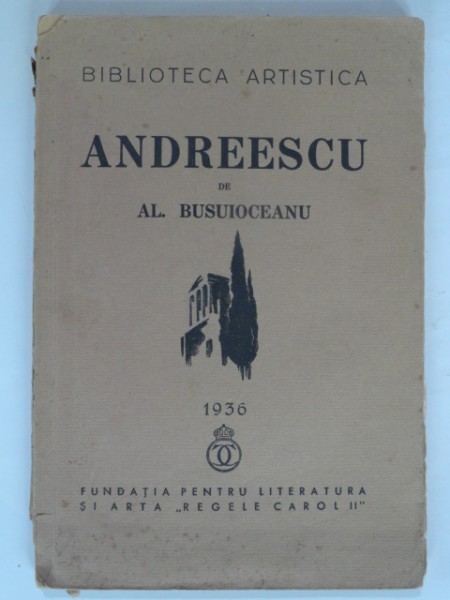 BIBLIOTECA ARTISTICA
ANDREESCU
DE
AL. BUSUIOCEANU
1936
FUNDAȚIA PENTRU LITERATURA
ȘI ARTA „REGELE CAROL II"